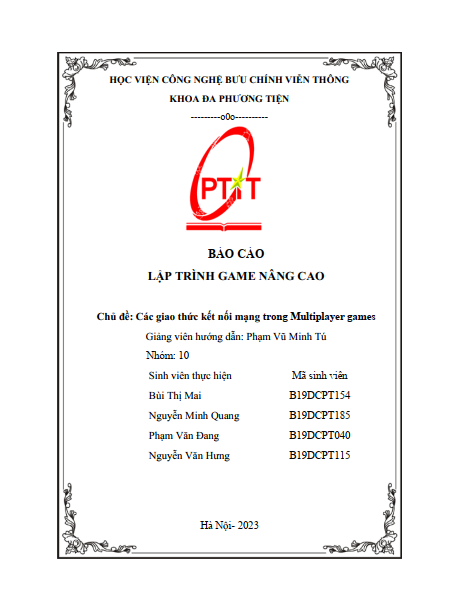 HỌC VIỆN CÔNG NGHỆ BƯU CHÍNH VIỄN THÔNG
KHOA ĐA PHƯƠNG TIỆN
---------o0o----------
PTIT
BÁO CÁO
LẬP TRÌNH GAME NÂNG CAO
Chủ đề: Các giao thức kết nối mạng trong Multiplayer games
Giảng viên hướng dẫn: Phạm Vũ Minh Tú
Nhóm: 10
Sinh viên thực hiện Mã sinh viên
Bùi Thị Mai B19DCPT154
Nguyễn Minh Quang B19DCPT185
Phạm Văn Đang B19DCPT040
Nguyễn Văn Hưng B19DCPT115
Hà Nội- 2023